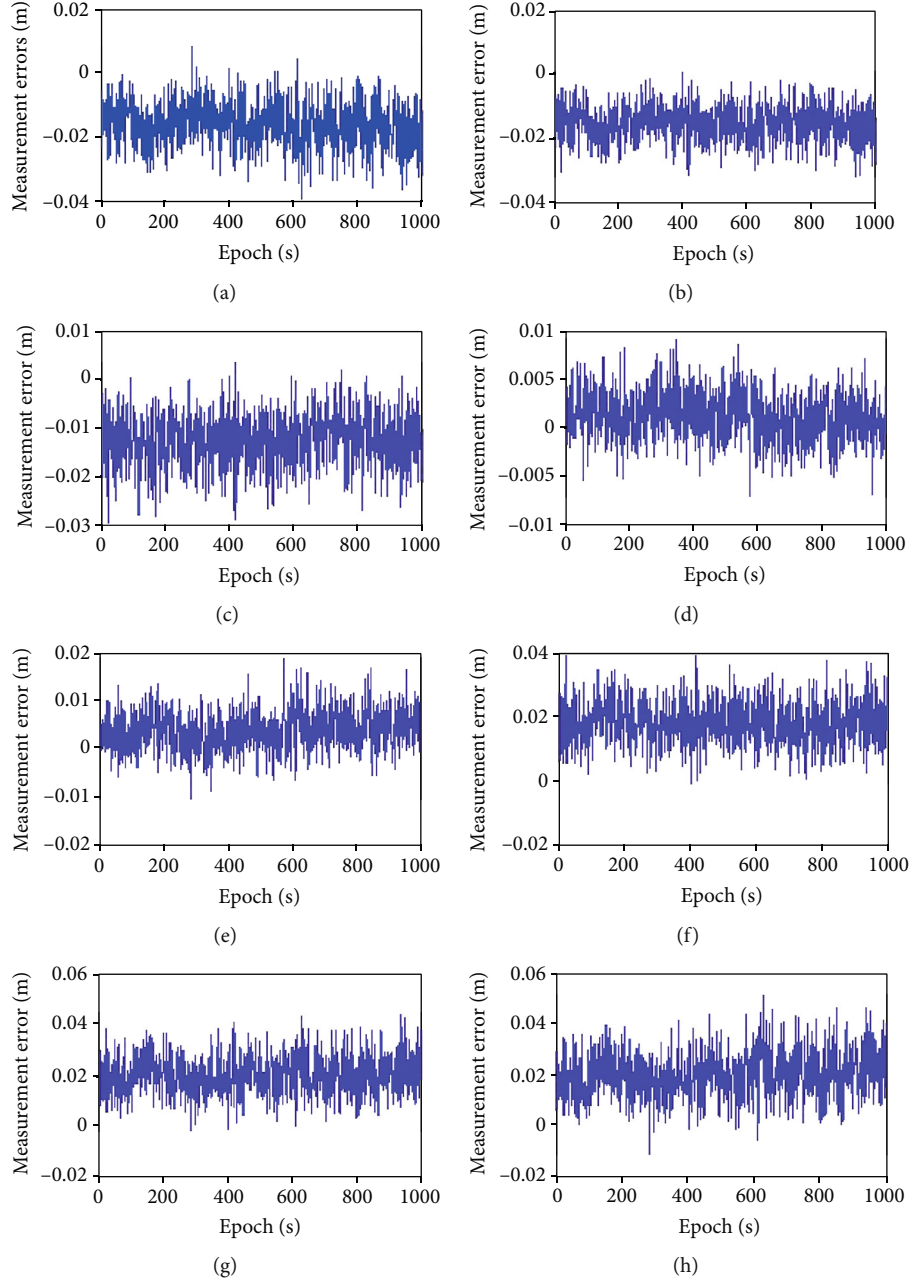 Measurement errors (m)
0.02
0
−0.02
−0.04
0 200 400 600 800 1000
Epoch (s)
(a)
Measurement error (m)
0.02
0
−0.02
−0.04
0 200 400 600 800 1000
Epoch (s)
(b)
Measurement error (m)
0.01
0
−0.01
−0.02
−0.03
0 200 400 600 800 1000
Epoch (s)
(c)
Measurement error (m)
0.01
0.005
0
−0.005
−0.01
0 200 400 600 800 1000
Epoch (s)
(d)
Measurement error (m)
0.02
0.01
0
−0.01
−0.02
0 200 400 600 800 1000
Epoch (s)
(e)
Measurement error (m)
0.04
0.02
0
−0.02
0 200 400 600 800 1000
Epoch (s)
(f)
Measurement error (m)
0.06
0.04
0.02
0
−0.02
0 200 400 600 800 1000
Epoch (s)
(g)
Measurement error (m)
0.06
0.04
0.02
0
−0.02
0 200 400 600 800 1000
Epoch (s)
(h)